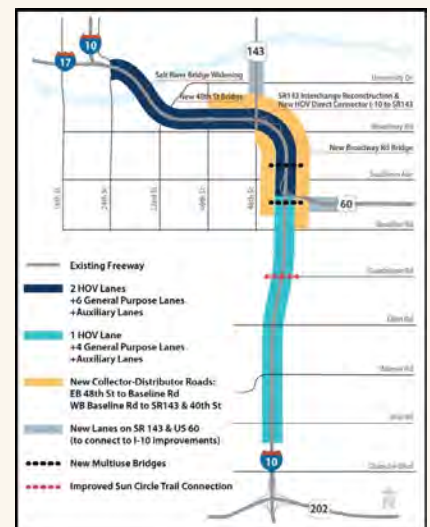 10
17
143
Salt River Bridge Widening
University Dr
New 40th St Bridge
SR143 Interchange Reconstruction &
New HOV Direct Connector I-10 to SR143
Broadway Rd
New Broadway Rd Bridge
Southern Ave
16th St
24th St
32nd St
40th St
48th St
60
Baseline Rd
Existing Freeway
2 HOV Lanes
+6 General Purpose Lanes
+Auxiliary Lanes
Guadalupe Rd
1 HOV Lane
+4 General Purpose Lanes
+Auxiliary Lanes
Elliot Rd
New Collector-Distributor Roads:
EB 48th St to Baseline Rd
WB Baseline Rd to SR143 & 40th St
Warner Rd
New Lanes on SR 143 & US 60
(to connect to I-10 improvements)
Ray Rd
New Multiuse Bridges
10
Chandler Blvd
Improved Sun Circle Trail Connection
202